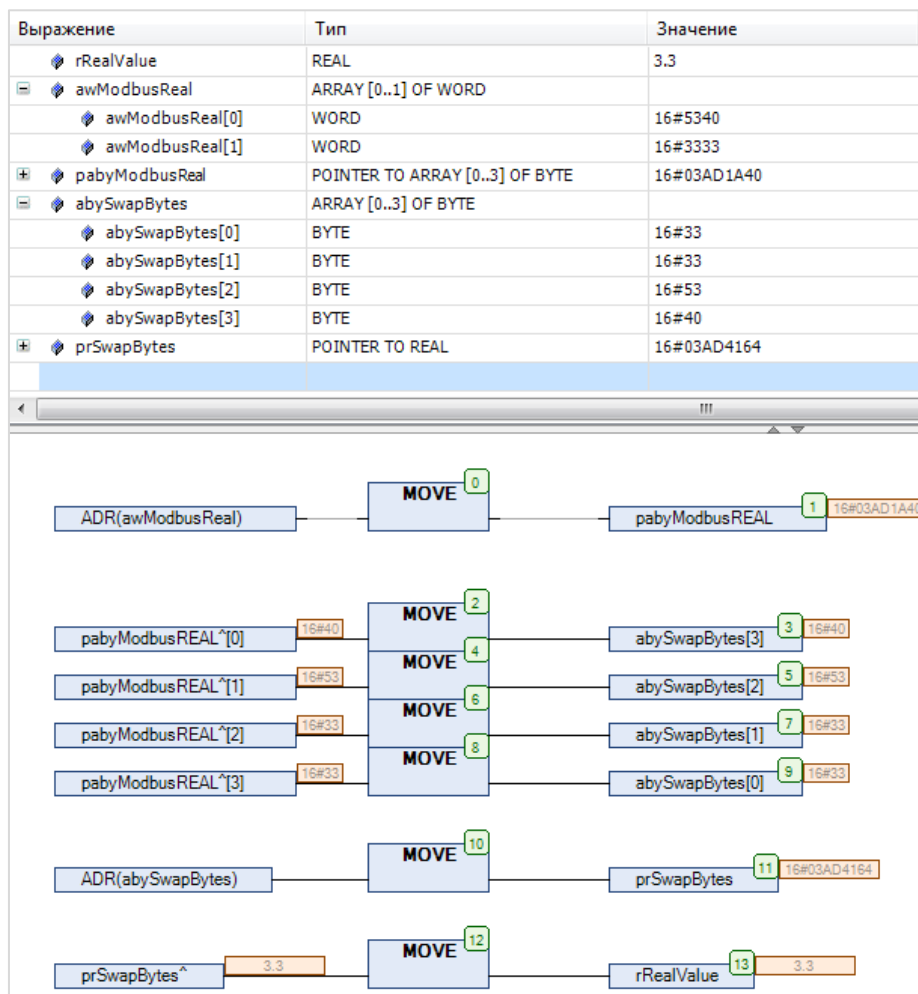 Выражение Тип Значение
rRealValue REAL 3.3
awModbusReal ARRAY [0..1] OF WORD
awModbusReal[0] WORD 16#5340
awModbusReal[1] WORD 16#3333
pabyModbusReal POINTER TO ARRAY [0..3] OF BYTE 16#03AD1A40
abySwapBytes ARRAY [0..3] OF BYTE
abySwapBytes[0] BYTE 16#33
abySwapBytes[1] BYTE 16#33
abySwapBytes[2] BYTE 16#53
abySwapBytes[3] BYTE 16#40
prSwapBytes POINTER TO REAL 16#03AD4164
ADR(awModbusReal) MOVE 0 pabyModbusREAL 1 16#03AD1A40
pabyModbusREAL^[0] 16#40 MOVE 2 abySwapBytes[3] 3 16#40
pabyModbusREAL^[1] 16#53 MOVE 4 abySwapBytes[2] 5 16#53
pabyModbusREAL^[2] 16#33 MOVE 6 abySwapBytes[1] 7 16#33
pabyModbusREAL^[3] 16#33 MOVE 8 abySwapBytes[0] 9 16#33
ADR(abySwapBytes) MOVE 10 prSwapBytes 11 16#03AD4164
prSwapBytes^ 3.3 MOVE 12 rRealValue 13 3.3